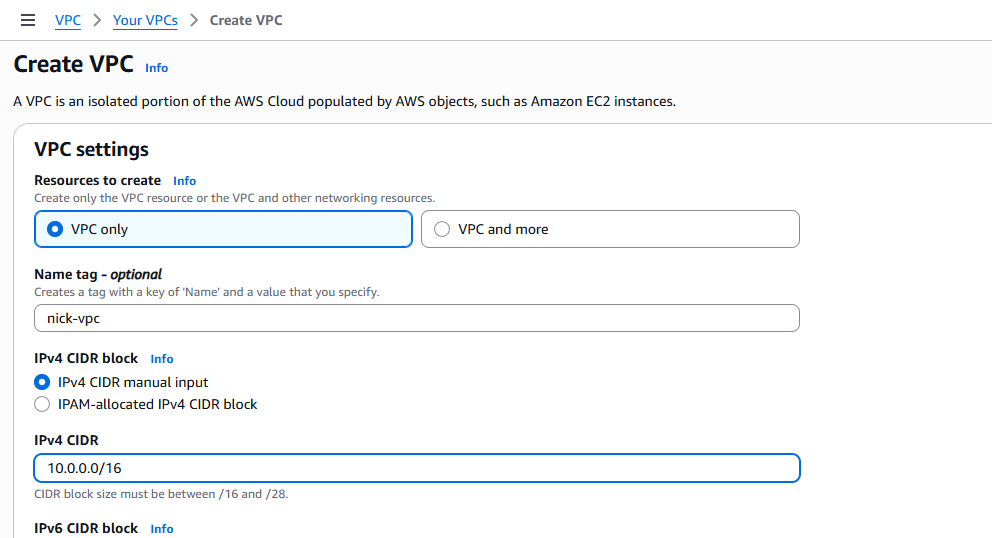 VPC > Your VPCs > Create VPC
Create VPC Info
A VPC is an isolated portion of the AWS Cloud populated by AWS objects, such as Amazon EC2 instances.
VPC settings
Resources to create Info
Create only the VPC resource or the VPC and other networking resources.
VPC only VPC and more
Name tag - optional
Creates a tag with a key of 'Name' and a value that you specify.
nick-vpc
IPv4 CIDR block Info
IPv4 CIDR manual input
IPAM-allocated IPv4 CIDR block
IPv4 CIDR
10.0.0.0/16
CIDR block size must be between /16 and /28.
IPv6 CIDR block Info